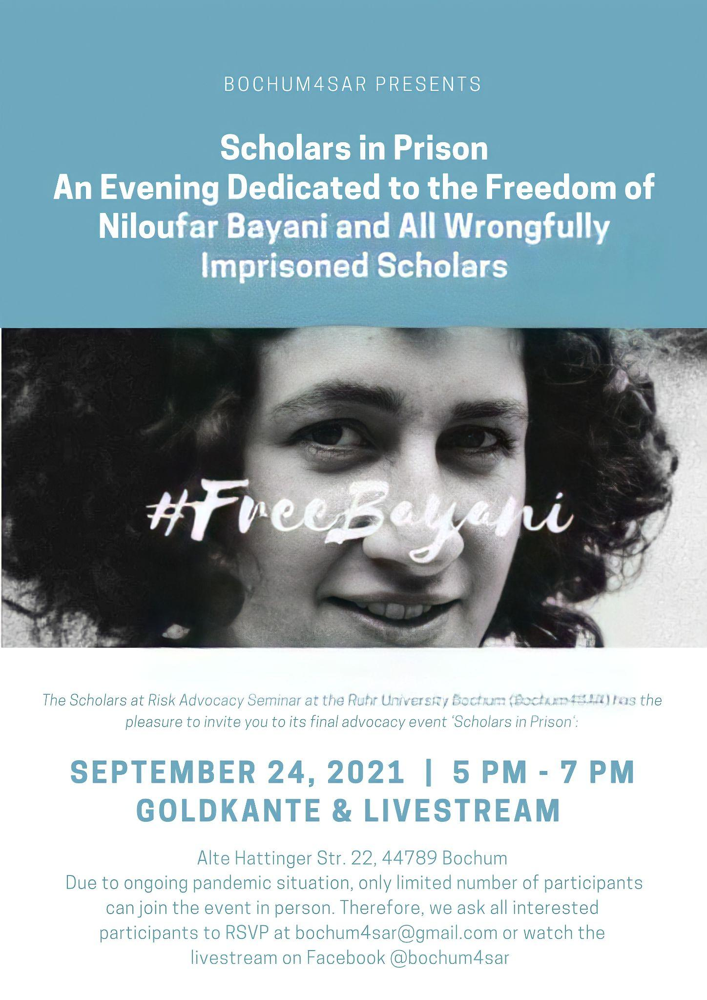 BOCHUM4SAR PRESENTS
Scholars in Prison
An Evening Dedicated to the Freedom of
Niloufar Bayani and All Wrongfully
Imprisoned Scholars
#FreeBayani
The Scholars at Risk Advocacy Seminar at the Ruhr University Bochum (Bochum4SAR) has the
pleasure to invite you to its final advocacy event ‘Scholars in Prison‘:
SEPTEMBER 24, 2021 | 5 PM - 7 PM
GOLDKANTE & LIVESTREAM
Alte Hattinger Str. 22, 44789 Bochum
Due to ongoing pandemic situation, only limited number of participants
can join the event in person. Therefore, we ask all interested
participants to RSVP at bochum4sar@gmail.com or watch the
livestream on Facebook @bochum4sar